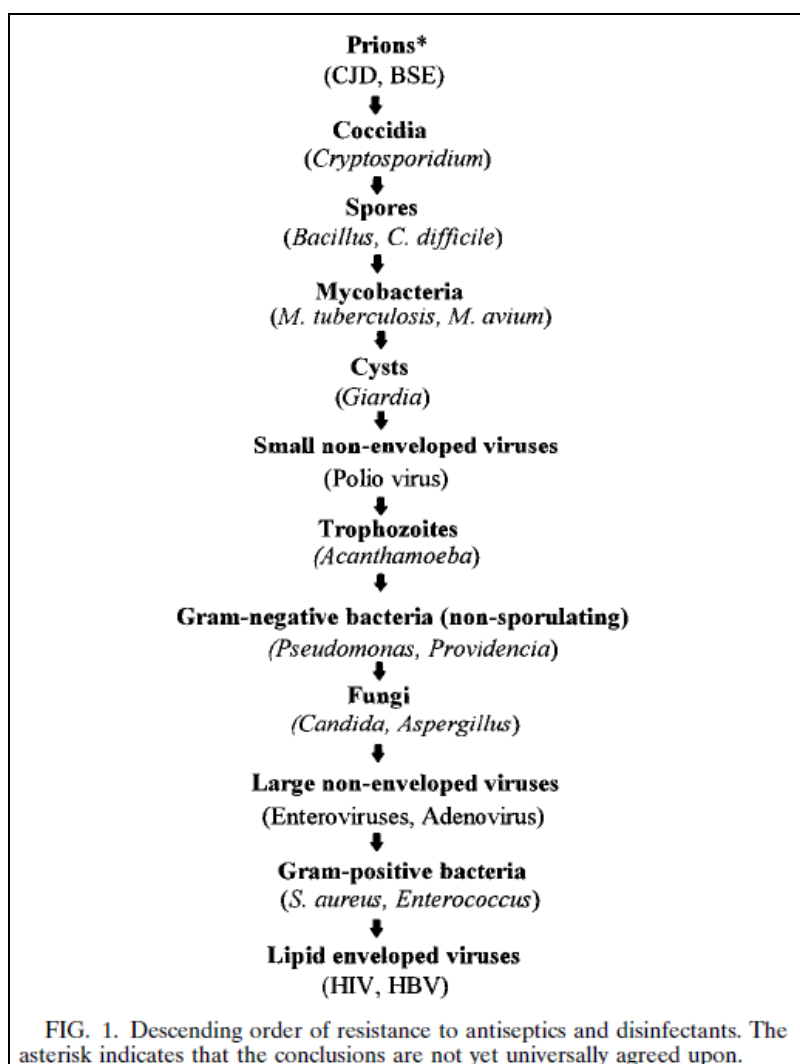 Prions*
(CJD, BSE)
Coccidia
(Cryptosporidium)
Spores
(Bacillus, C. difficile)
Mycobacteria
(M. tuberculosis, M. avium)
Cysts
(Giardia)
Small non-enveloped viruses
(Polio virus)
Trophozoites
(Acanthamoeba)
Gram-negative bacteria (non-sporulating)
(Pseudomonas, Providencia)
Fungi
(Candida, Aspergillus)
Large non-enveloped viruses
(Enteroviruses, Adenovirus)
Gram-positive bacteria
(S. aureus, Enterococcus)
Lipid enveloped viruses
(HIV, HBV)
FIG. 1. Descending order of resistance to antiseptics and disinfectants. The
asterisk indicates that the conclusions are not yet universally agreed upon.